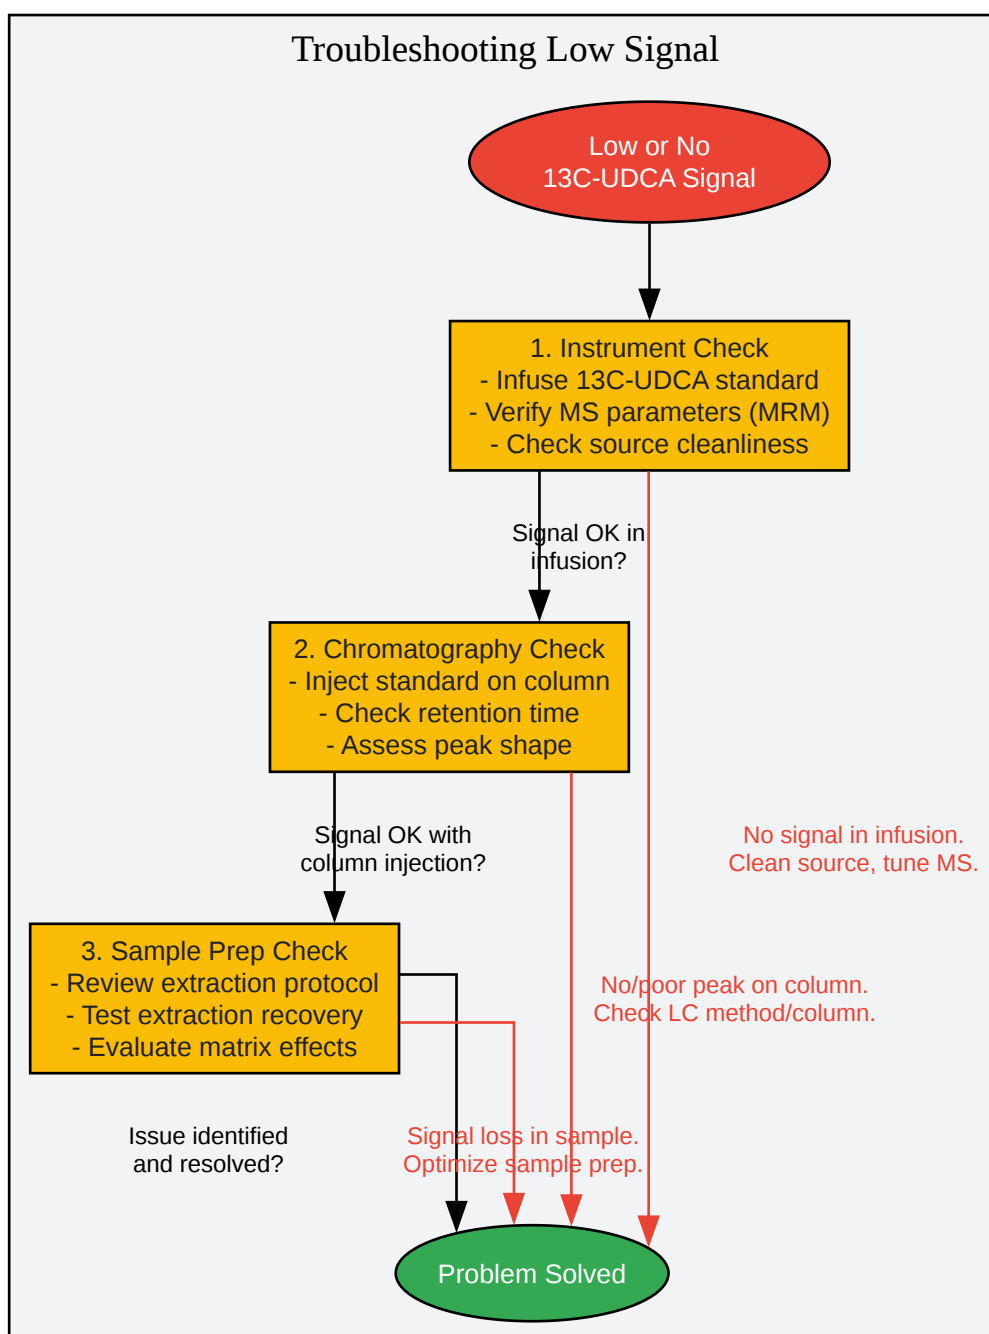 Troubleshooting Low Signal
Low or No
13C-UDCA Signal
1. Instrument Check
- Infuse 13C-UDCA standard
- Verify MS parameters (MRM)
- Check source cleanliness
Signal OK in
infusion?
2. Chromatography Check
- Inject standard on column
- Check retention time
- Assess peak shape
Signal OK with
column injection?
No signal in infusion.
Clean source, tune MS.
3. Sample Prep Check
- Review extraction protocol
- Test extraction recovery
- Evaluate matrix effects
No/poor peak on column.
Check LC method/column.
Issue identified
and resolved?
Signal loss in sample.
Optimize sample prep.
Problem Solved